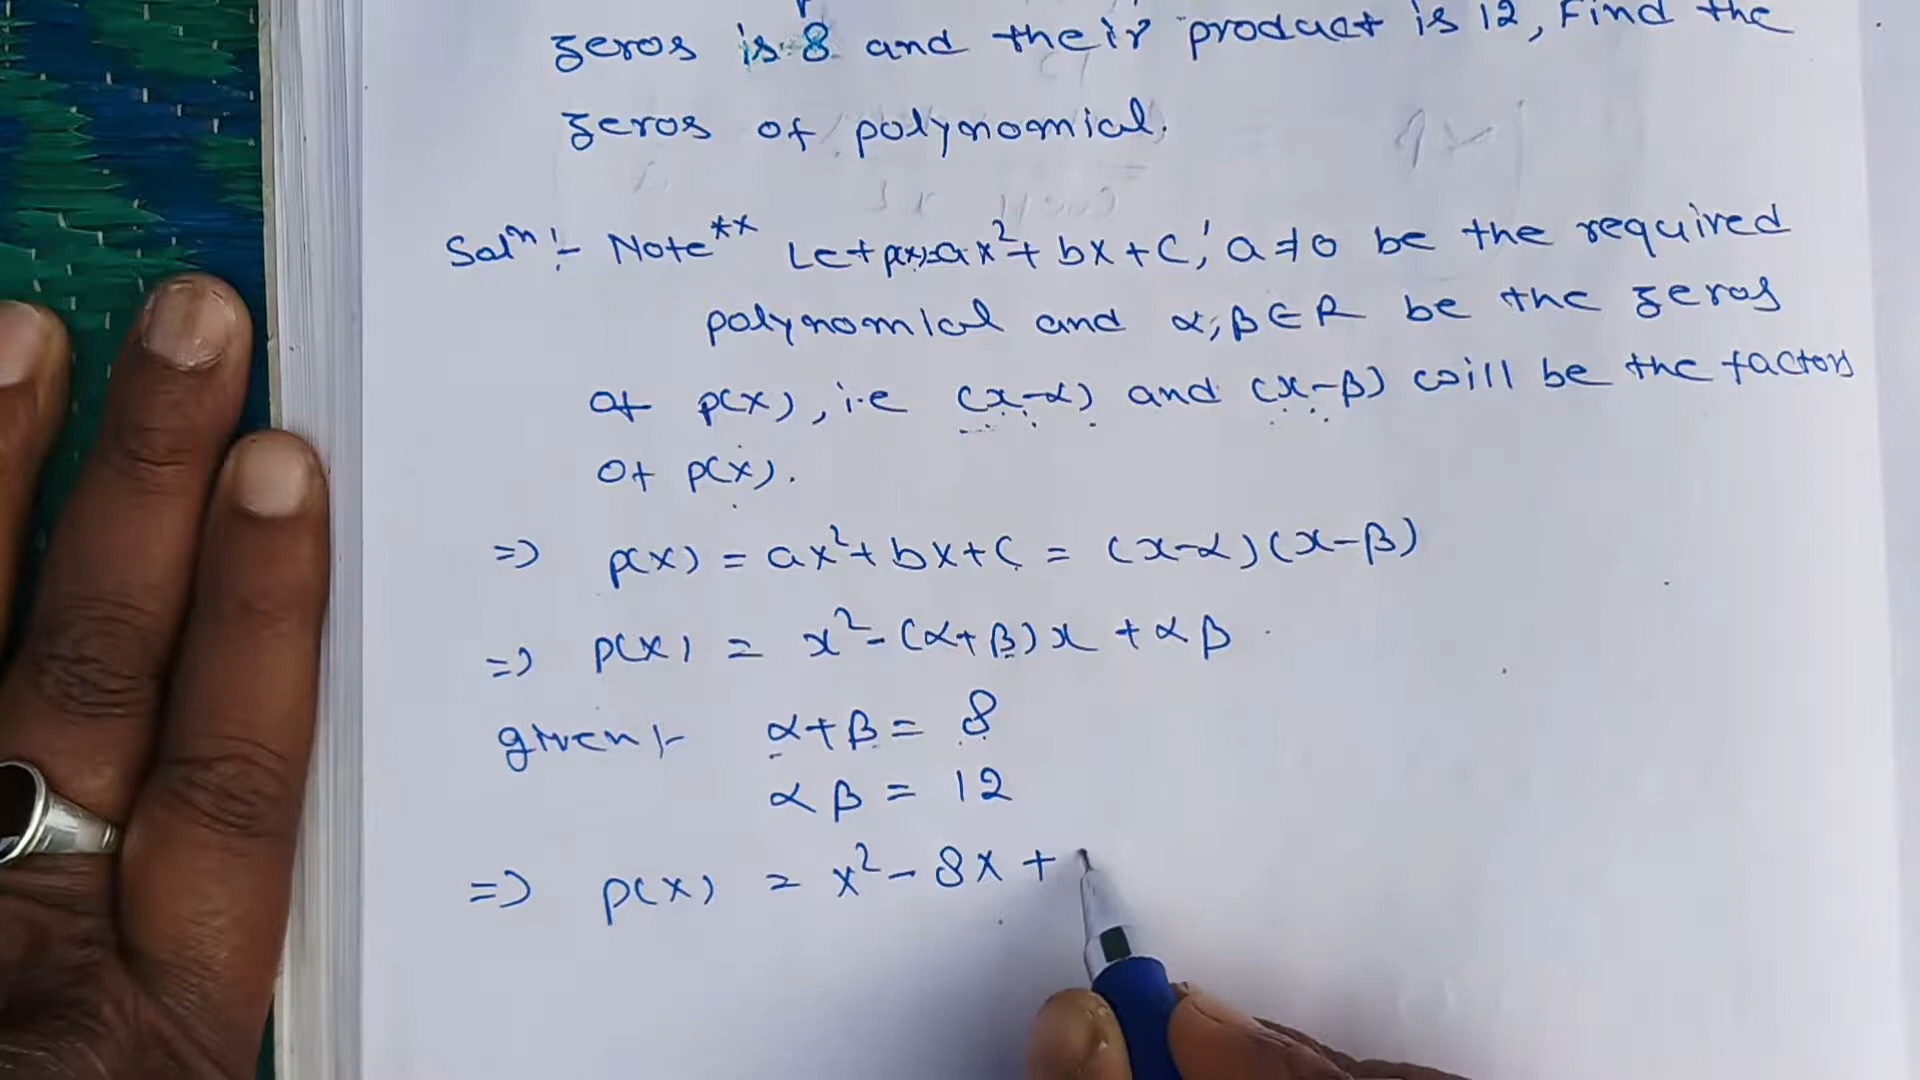 zeros is 8 and their product is 12, Find the
zeros of polynomial.
Solⁿ:- Note** Let p(x)=ax²+bx+c, a≠0 be the required
polynomial and α, β∈R be the zeros
of p(x), i.e (x-α) and (x-β) will be the factors
of p(x).
=> p(x) = ax²+bx+c = (x-α)(x-β)
=> p(x) = x²-(α+β)x+αβ
given:- α+β = 8
αβ = 12
=> p(x) = x²-8x+